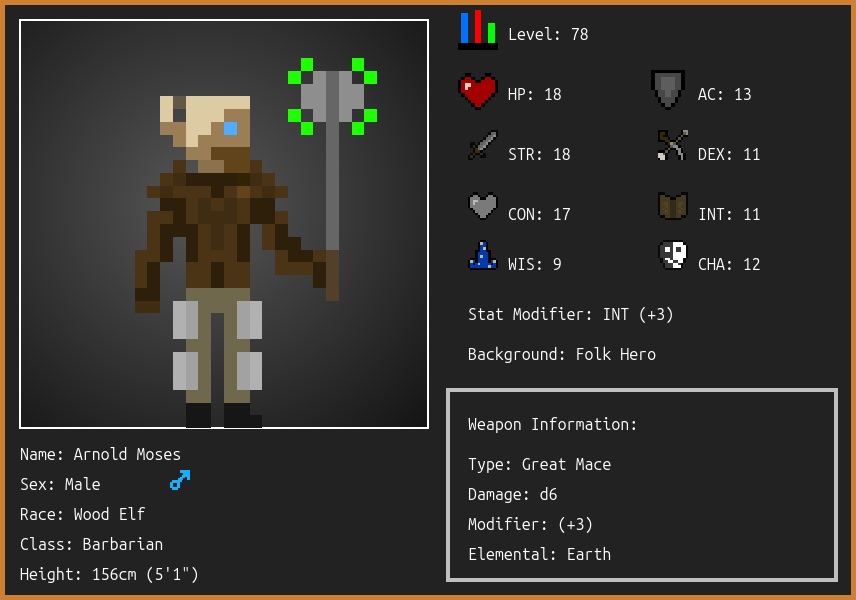 Level: 78
HP: 18
AC: 13
STR: 18
DEX: 11
CON: 17
INT: 11
WIS: 9
CHA: 12
Stat Modifier: INT (+3)
Background: Folk Hero
Weapon Information:
Type: Great Mace
Damage: d6
Modifier: (+3)
Elemental: Earth
Name: Arnold Moses
Sex: Male
Race: Wood Elf
Class: Barbarian
Height: 156cm (5'1")